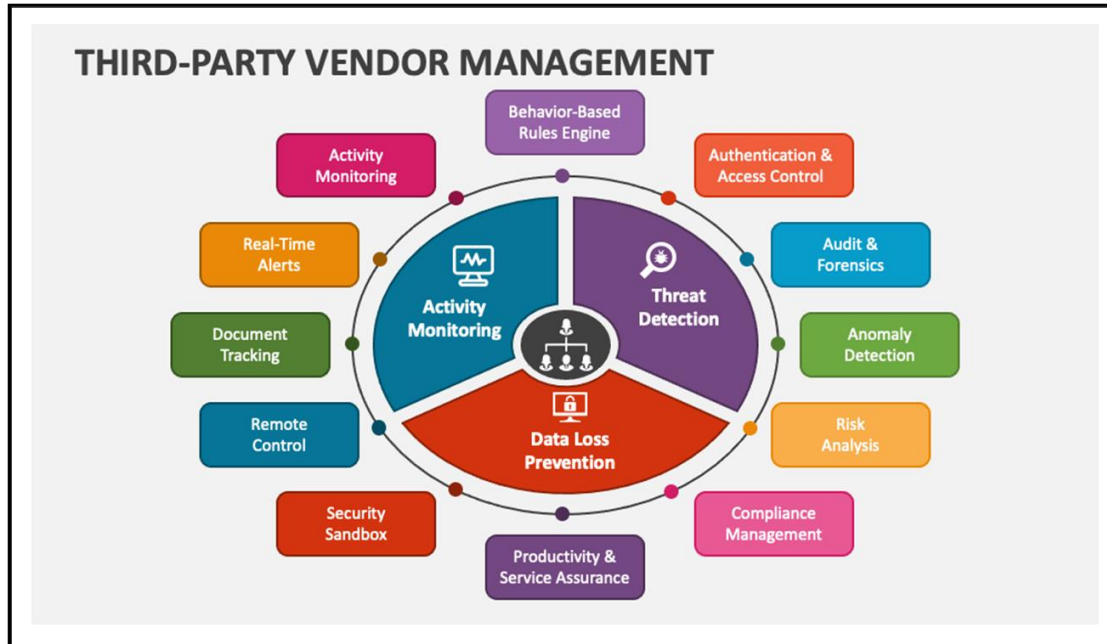 THIRD-PARTY VENDOR MANAGEMENT
Behavior-Based
Rules Engine
Activity
Monitoring
Authentication &
Access Control
Real-Time
Alerts
Audit &
Forensics
Activity
Monitoring
Threat
Detection
Document
Tracking
Anomaly
Detection
Remote
Control
Data Loss
Prevention
Risk
Analysis
Security
Sandbox
Compliance
Management
Productivity &
Service Assurance